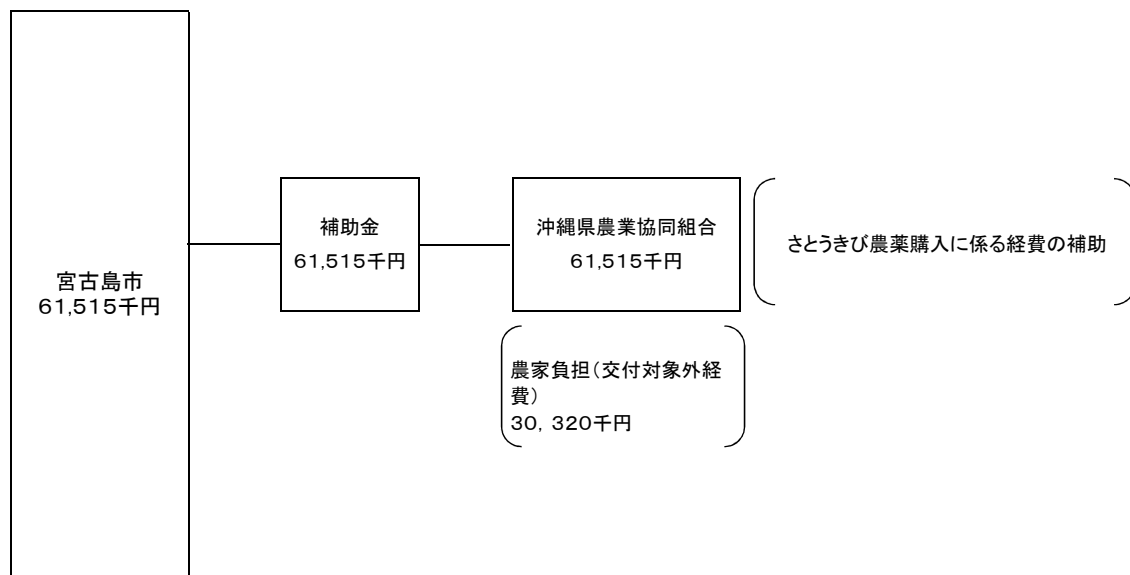 宮古島市
61,515千円
補助金
61,515千円
沖縄県農業協同組合
61,515千円
さとうきび農薬購入に係る経費の補助
農家負担（交付対象外経
費）
30，320千円